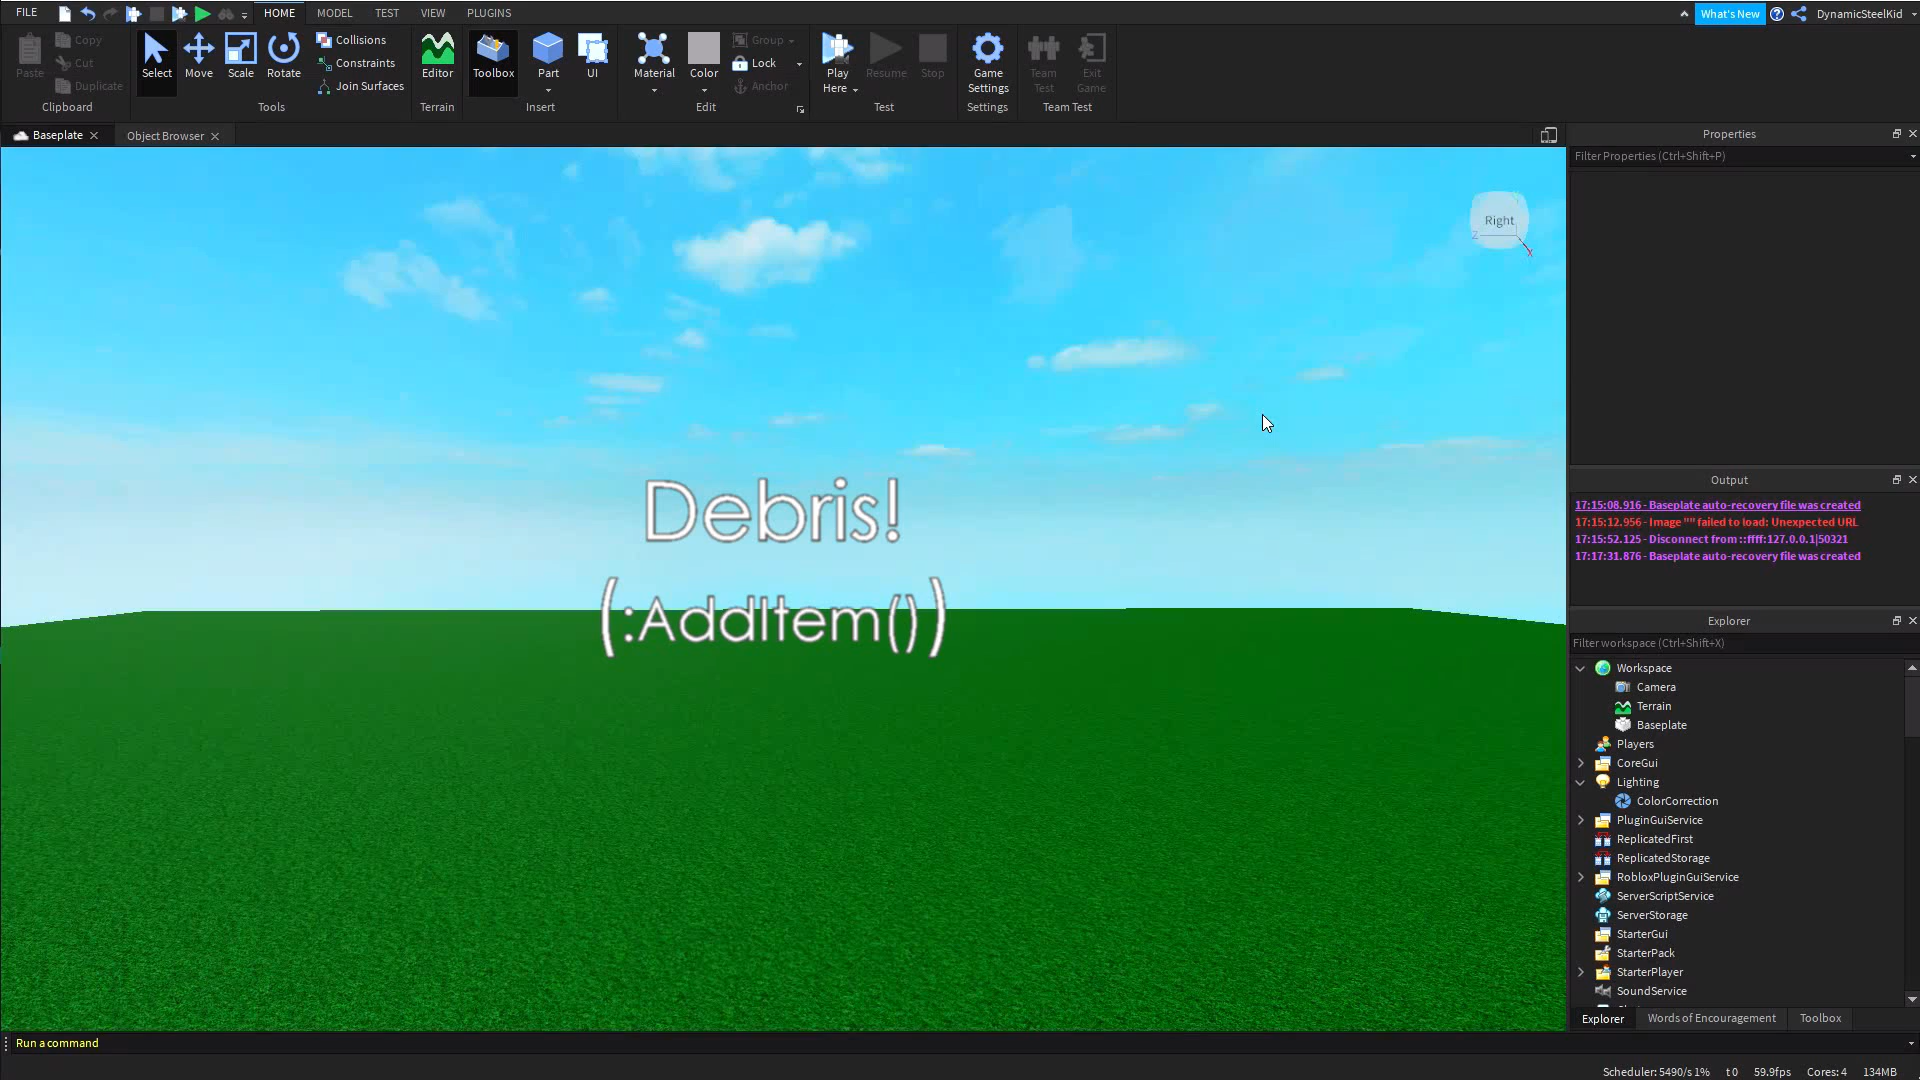 FILE
HOME
MODEL
TEST
VIEW
PLUGINS
What's New
DynamicSteelKid
Paste
Copy
Cut
Duplicate
Clipboard
Select
Move
Scale
Rotate
Collisions
Constraints
Join Surfaces
Tools
Editor
Terrain
Toolbox
Part
UI
Insert
Material
Color
Group
Lock
Anchor
Edit
Play
Here
Resume
Stop
Test
Game
Settings
Settings
Team
Test
Exit
Game
Team Test
Baseplate
Object Browser
Right
Z
X
Debris!
(:AddItem())
Properties
Filter Properties (Ctrl+Shift+P)
Output
17:15:08.916 - Baseplate auto-recovery file was created
17:15:12.956 - Image "" failed to load: Unexpected URL
17:15:52.125 - Disconnect from ::ffff:127.0.0.1|50321
17:17:31.876 - Baseplate auto-recovery file was created
Explorer
Filter workspace (Ctrl+Shift+X)
Workspace
Camera
Terrain
Baseplate
Players
CoreGui
Lighting
ColorCorrection
PluginGuiService
ReplicatedFirst
ReplicatedStorage
RobloxPluginGuiService
ServerScriptService
ServerStorage
StarterGui
StarterPack
StarterPlayer
SoundService
Explorer
Words of Encouragement
Toolbox
Run a command
Scheduler: 5490/s 1% t 0 59.9fps Cores: 4 134MB